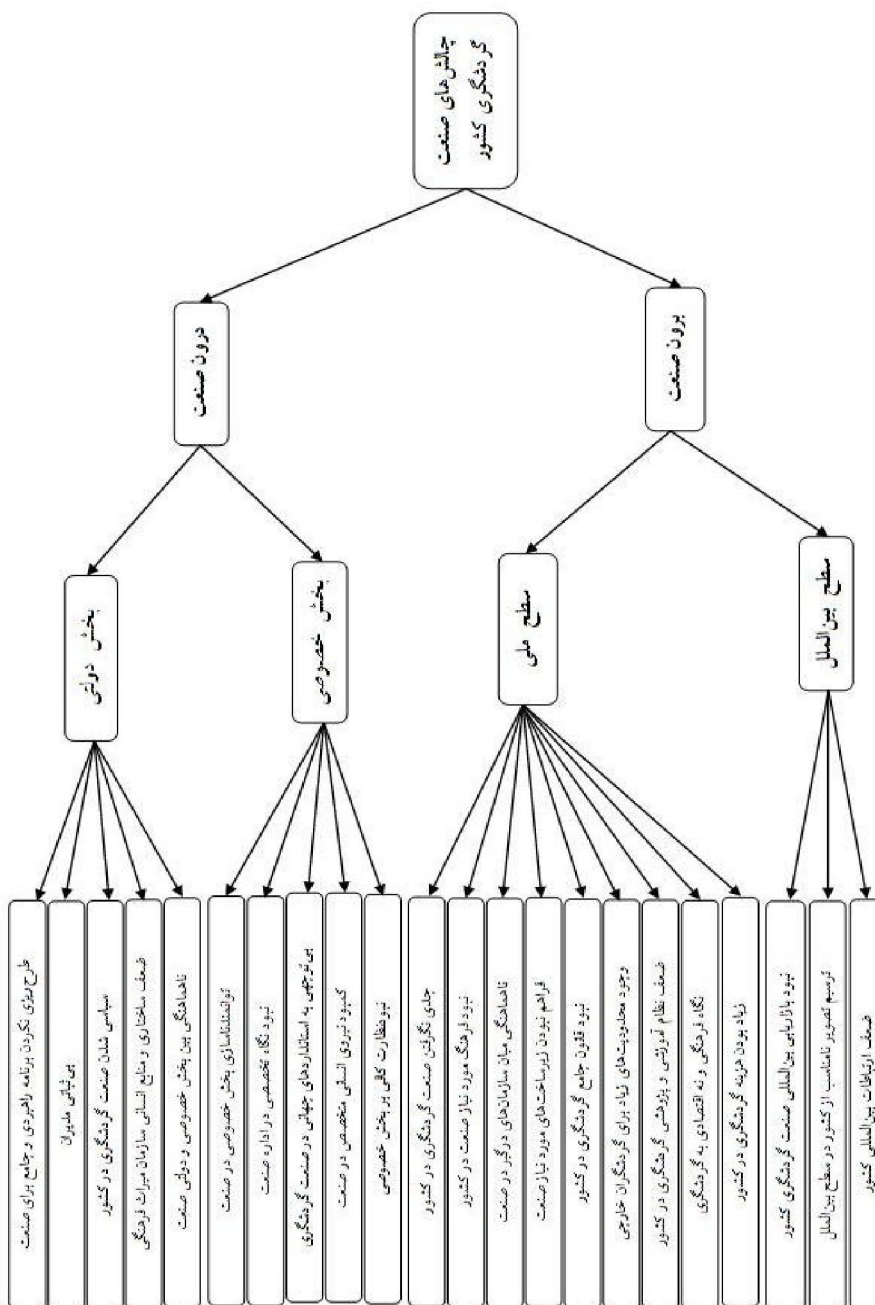 چالش‌های صنعت
گردشگری کشور
برون صنعت
درون صنعت
سطح بین‌الملل
سطح ملی
بخش خصوصی
بخش دولتی
ضعف ارتباطات بین‌المللی کشور
ترسیم تصویر نامناسب از کشور در سطح بین‌الملل
نبود بازاریابی بین‌المللی صنعت گردشگری کشور
زیاد بودن هزینه گردشگری در کشور
نگاه فرهنگی و نه اقتصادی به گردشگری
ضعف نظام آموزشی و پژوهشی گردشگری در کشور
وجود محدودیت‌های زیاد برای گردشگران خارجی
نبود قانون جامع گردشگری در کشور
فراهم نبودن زیرساخت‌های مورد نیاز صنعت
ناهماهنگی میان سازمان‌های درگیر در صنعت
نبود فرهنگ مورد نیاز صنعت در کشور
جدی نگرفتن صنعت گردشگری در کشور
نبود نظارت کافی بر بخش خصوصی
کمبود نیروی انسانی متخصص در صنعت
بی‌توجهی به استانداردهای جهانی در صنعت گردشگری
نبود نگاه تخصصی در اداره صنعت
توانمندناسازی بخش خصوصی در صنعت
ناهماهنگی بین بخش خصوصی و دولتی صنعت
ضعف ساختاری و منابع انسانی سازمان میراث فرهنگی
سیاسی شدن صنعت گردشگری در کشور
بی‌ثباتی مدیران
طرح‌ریزی نکردن برنامه راهبردی و جامع برای صنعت